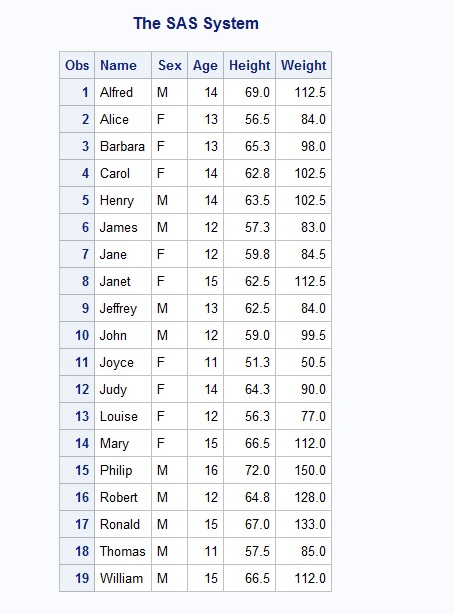 The SAS System
Obs Name Sex Age Height Weight
1 Alfred M 14 69.0 112.5
2 Alice F 13 56.5 84.0
3 Barbara F 13 65.3 98.0
4 Carol F 14 62.8 102.5
5 Henry M 14 63.5 102.5
6 James M 12 57.3 83.0
7 Jane F 12 59.8 84.5
8 Janet F 15 62.5 112.5
9 Jeffrey M 13 62.5 84.0
10 John M 12 59.0 99.5
11 Joyce F 11 51.3 50.5
12 Judy F 14 64.3 90.0
13 Louise F 12 56.3 77.0
14 Mary F 15 66.5 112.0
15 Philip M 16 72.0 150.0
16 Robert M 12 64.8 128.0
17 Ronald M 15 67.0 133.0
18 Thomas M 11 57.5 85.0
19 William M 15 66.5 112.0